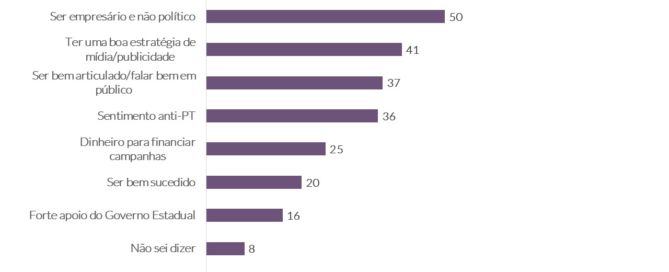 Ser empresário e não político 50
Ter uma boa estratégia de
mídia/publicidade 41
Ser bem articulado/falar bem em
público 37
Sentimento anti-PT 36
Dinheiro para financiar
campanhas 25
Ser bem sucedido 20
Forte apoio do Governo Estadual 16
Não sei dizer 8